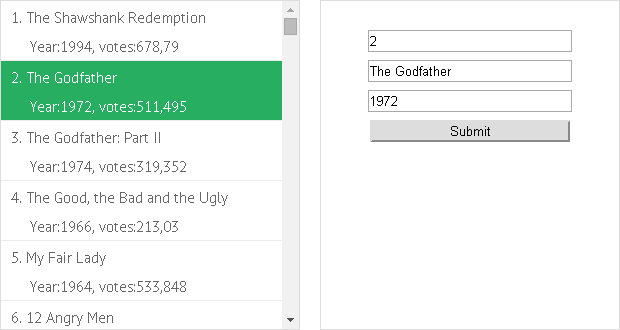 1. The Shawshank Redemption
Year:1994, votes:678,79
2. The Godfather
Year:1972, votes:511,495
3. The Godfather: Part II
Year:1974, votes:319,352
4. The Good, the Bad and the Ugly
Year:1966, votes:213,03
5. My Fair Lady
Year:1964, votes:533,848
6. 12 Angry Men
2
The Godfather
1972
Submit